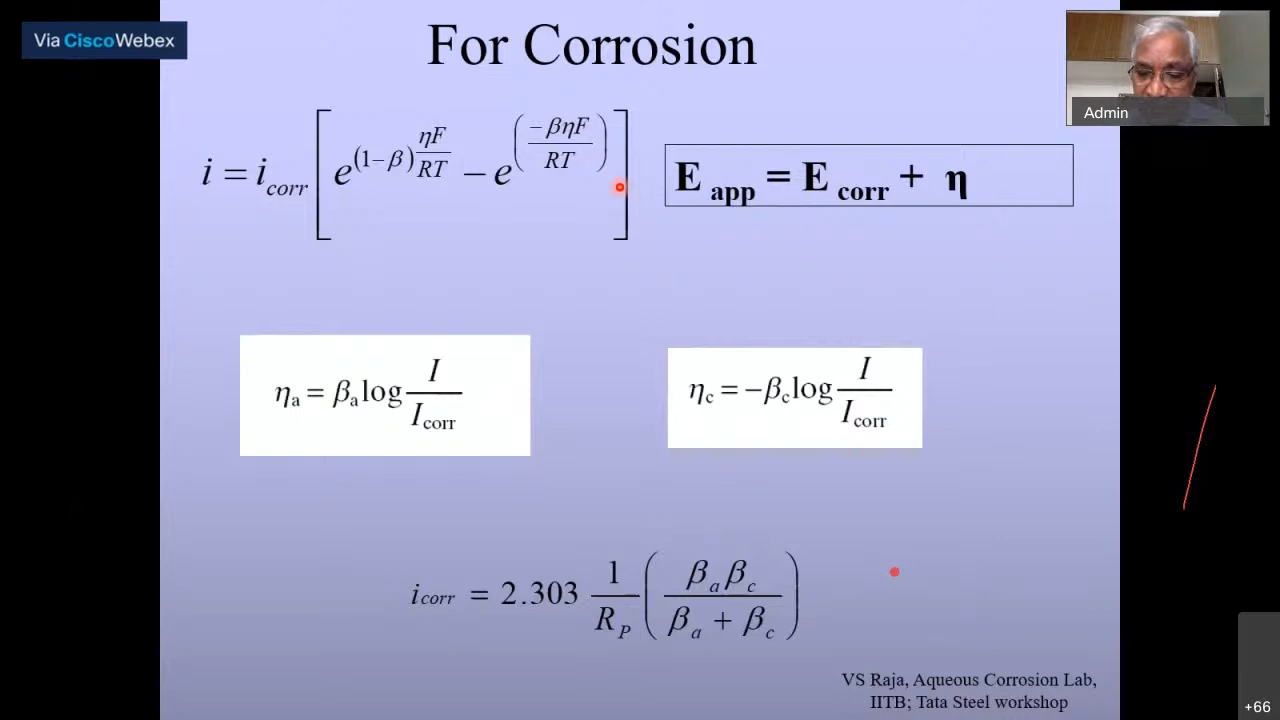 Via CiscoWebex
For Corrosion
Admin
i = i_corr [ e^{(1−β) ηF/RT} − e^{(−βηF/RT)} ]
E app = E corr + η
η_a = β_a log I/I_corr
η_c = −β_c log I/I_corr
i_corr = 2.303 1/R_P (β_a β_c / β_a + β_c)
VS Raja, Aqueous Corrosion Lab,
IITB; Tata Steel workshop
+66